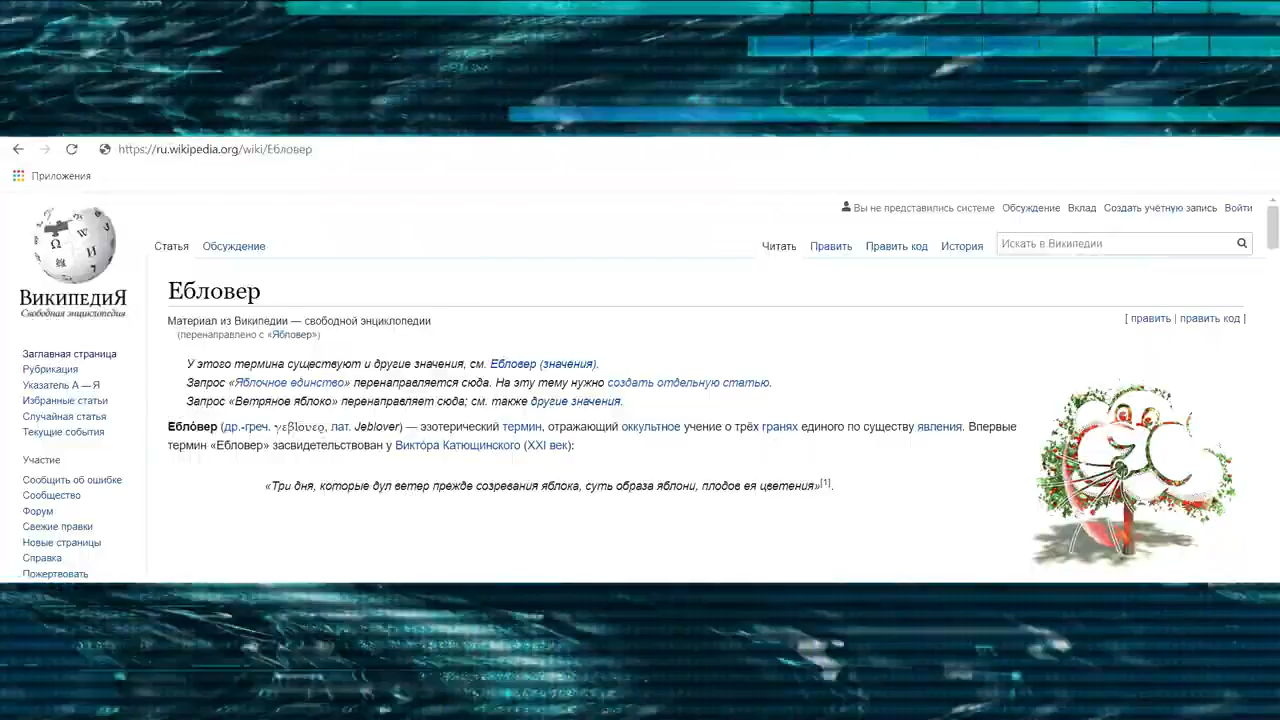 https://ru.wikipedia.org/wiki/Ебловер
Приложения
Вы не представились системе Обсуждение Вклад Создать учётную запись Войти
Статья Обсуждение Читать Править Править код История Искать в Википедии
ВИКИПЕДИЯ
Свободная энциклопедия
Ебловер
Материал из Википедии — свободной энциклопедии [ править | править код ]
(перенаправлено с «Ябловер»)
Заглавная страница
Рубрикация
Указатель А — Я
Избранные статьи
Случайная статья
Текущие события
Участие
Сообщить об ошибке
Сообщество
Форум
Свежие правки
Новые страницы
Справка
Пожертвовать
У этого термина существуют и другие значения, см. Ебловер (значения).
Запрос «Яблочное единство» перенаправляется сюда. На эту тему нужно создать отдельную статью.
Запрос «Ветряное яблоко» перенаправляет сюда; см. также другие значения.
Ебло́вер (др.-греч. γεβlουερ, лат. Jeblover) — эзотерический термин, отражающий оккультное учение о трёх гранях единого по существу явления. Впервые
термин «Ебловер» засвидетельствован у Викто́ра Катющинского (XXI век):
«Три дня, которые дул ветер прежде созревания яблока, суть образа яблони, плодов ея цветения»[1].